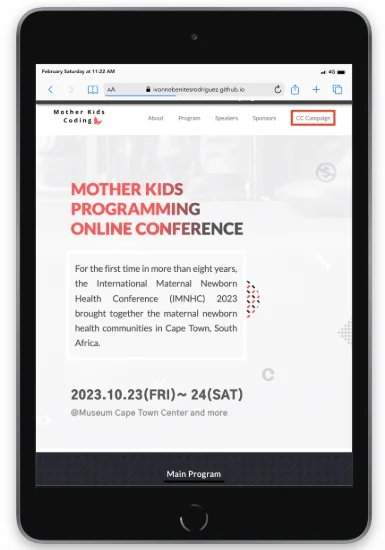 February Saturday at 11:22 AM
4G
AA
ivonnebenitesrodriguez.github.io
Mother Kids
Coding
About
Program
Speakers
Sponsors
CC Campaign
MOTHER KIDS
PROGRAMMING
ONLINE CONFERENCE
For the first time in more than eight years,
the International Maternal Newborn
Health Conference (IMNHC) 2023
brought together the maternal newborn
health communities in Cape Town, South
Africa.
2023.10.23(FRI)~ 24(SAT)
@Museum Cape Town Center and more
Main Program